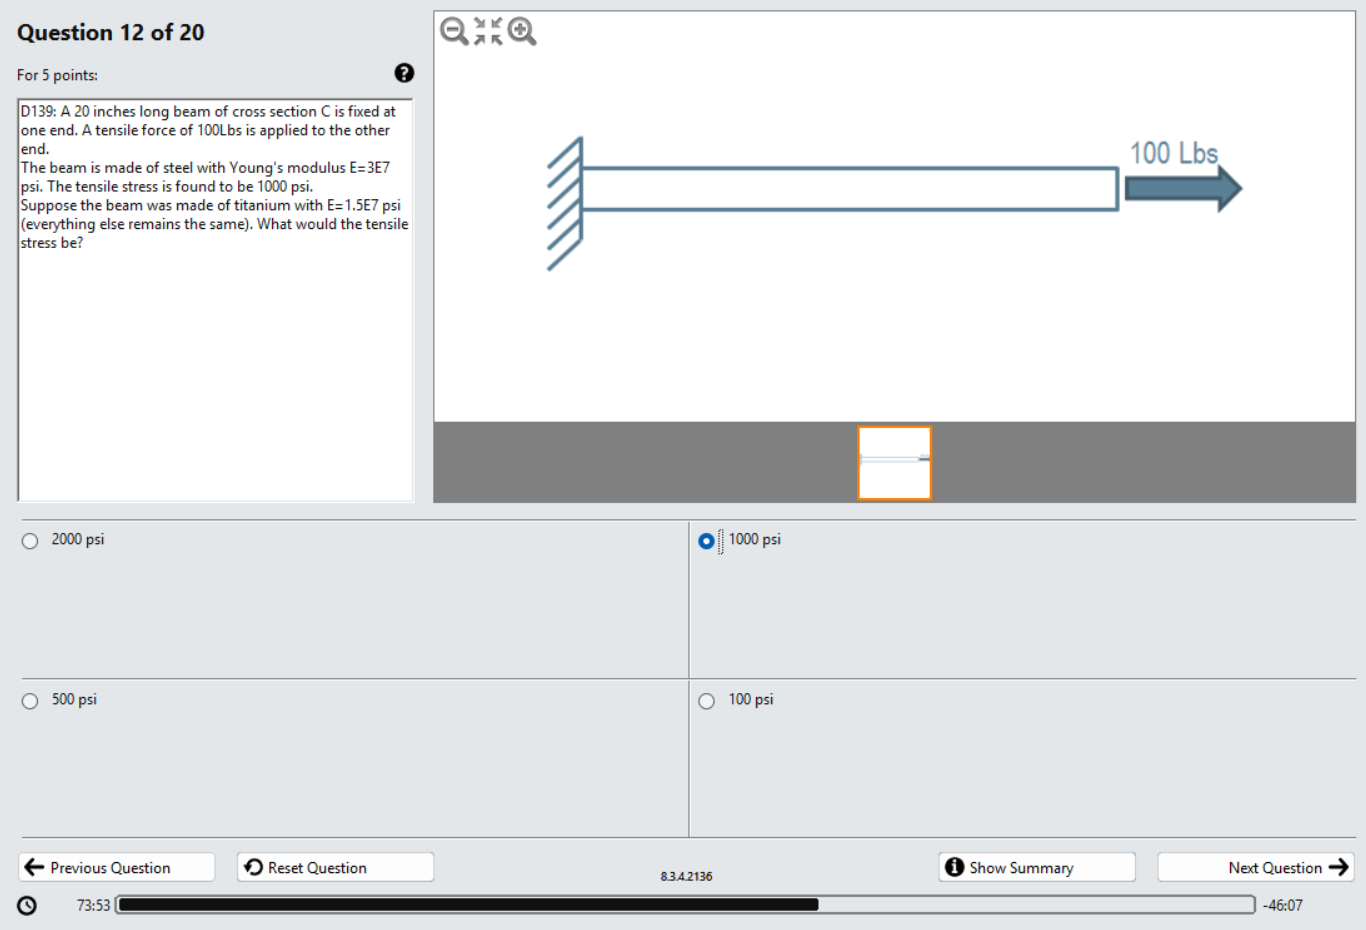 Question 12 of 20
For 5 points:
?
D139: A 20 inches long beam of cross section C is fixed at
one end. A tensile force of 100Lbs is applied to the other
end.
The beam is made of steel with Young's modulus E=3E7
psi. The tensile stress is found to be 1000 psi.
Suppose the beam was made of titanium with E=1.5E7 psi
(everything else remains the same). What would the tensile
stress be?
100 Lbs
2000 psi
1000 psi
500 psi
100 psi
Previous Question
Reset Question
8.3.4.2136
Show Summary
Next Question
73:53
-46:07